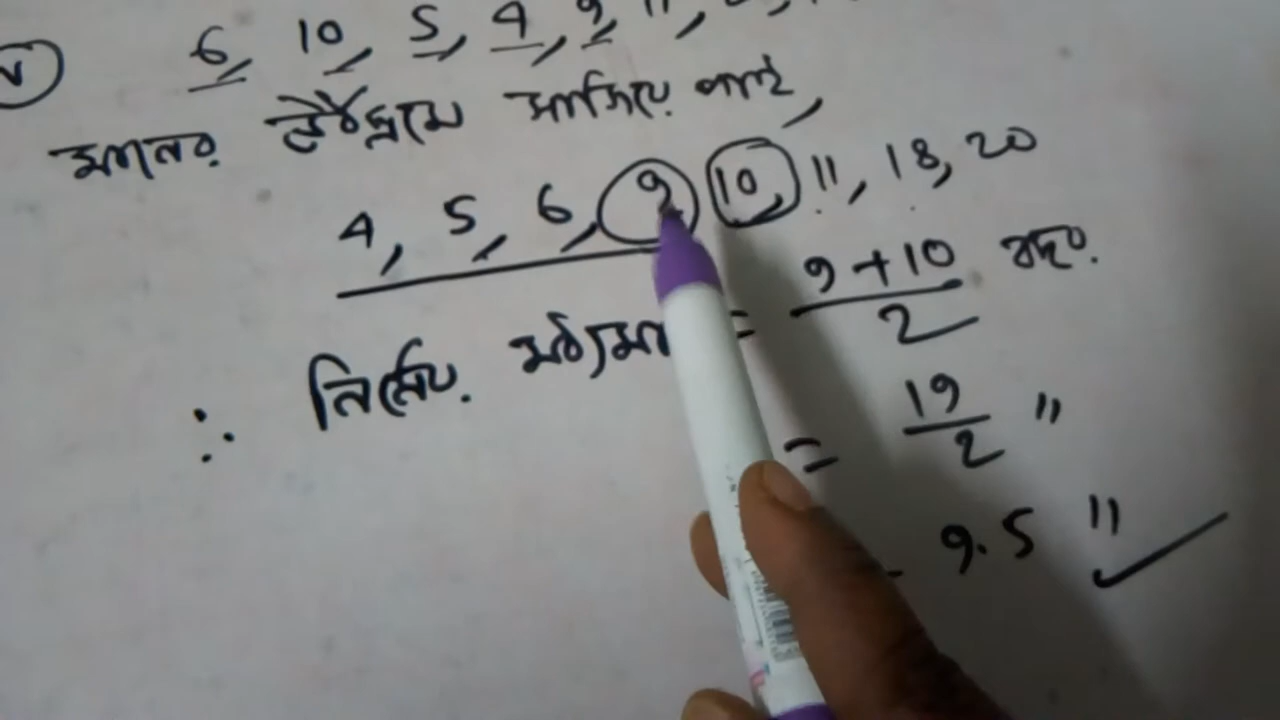 6, 10, 5, 4, 9, 11,
মানের ঊর্ধ্বক্রমে সাজিয়ে পাই,
4, 5, 6, 9 10, 11, 18, 20
∴ নির্ণেয় মধ্যমা = 9+10/2 বছর
= 19/2 "
9.5 "